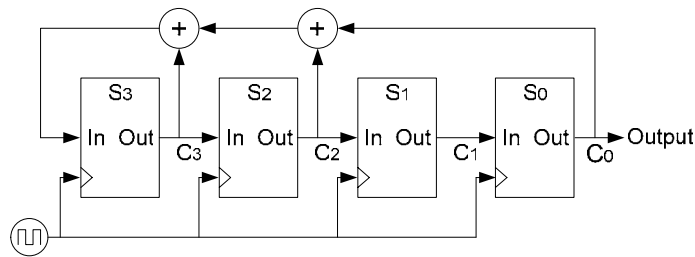 + +
S3 S2 S1 S0
In Out In Out In Out In Out Output
C3 C2 C1 C0